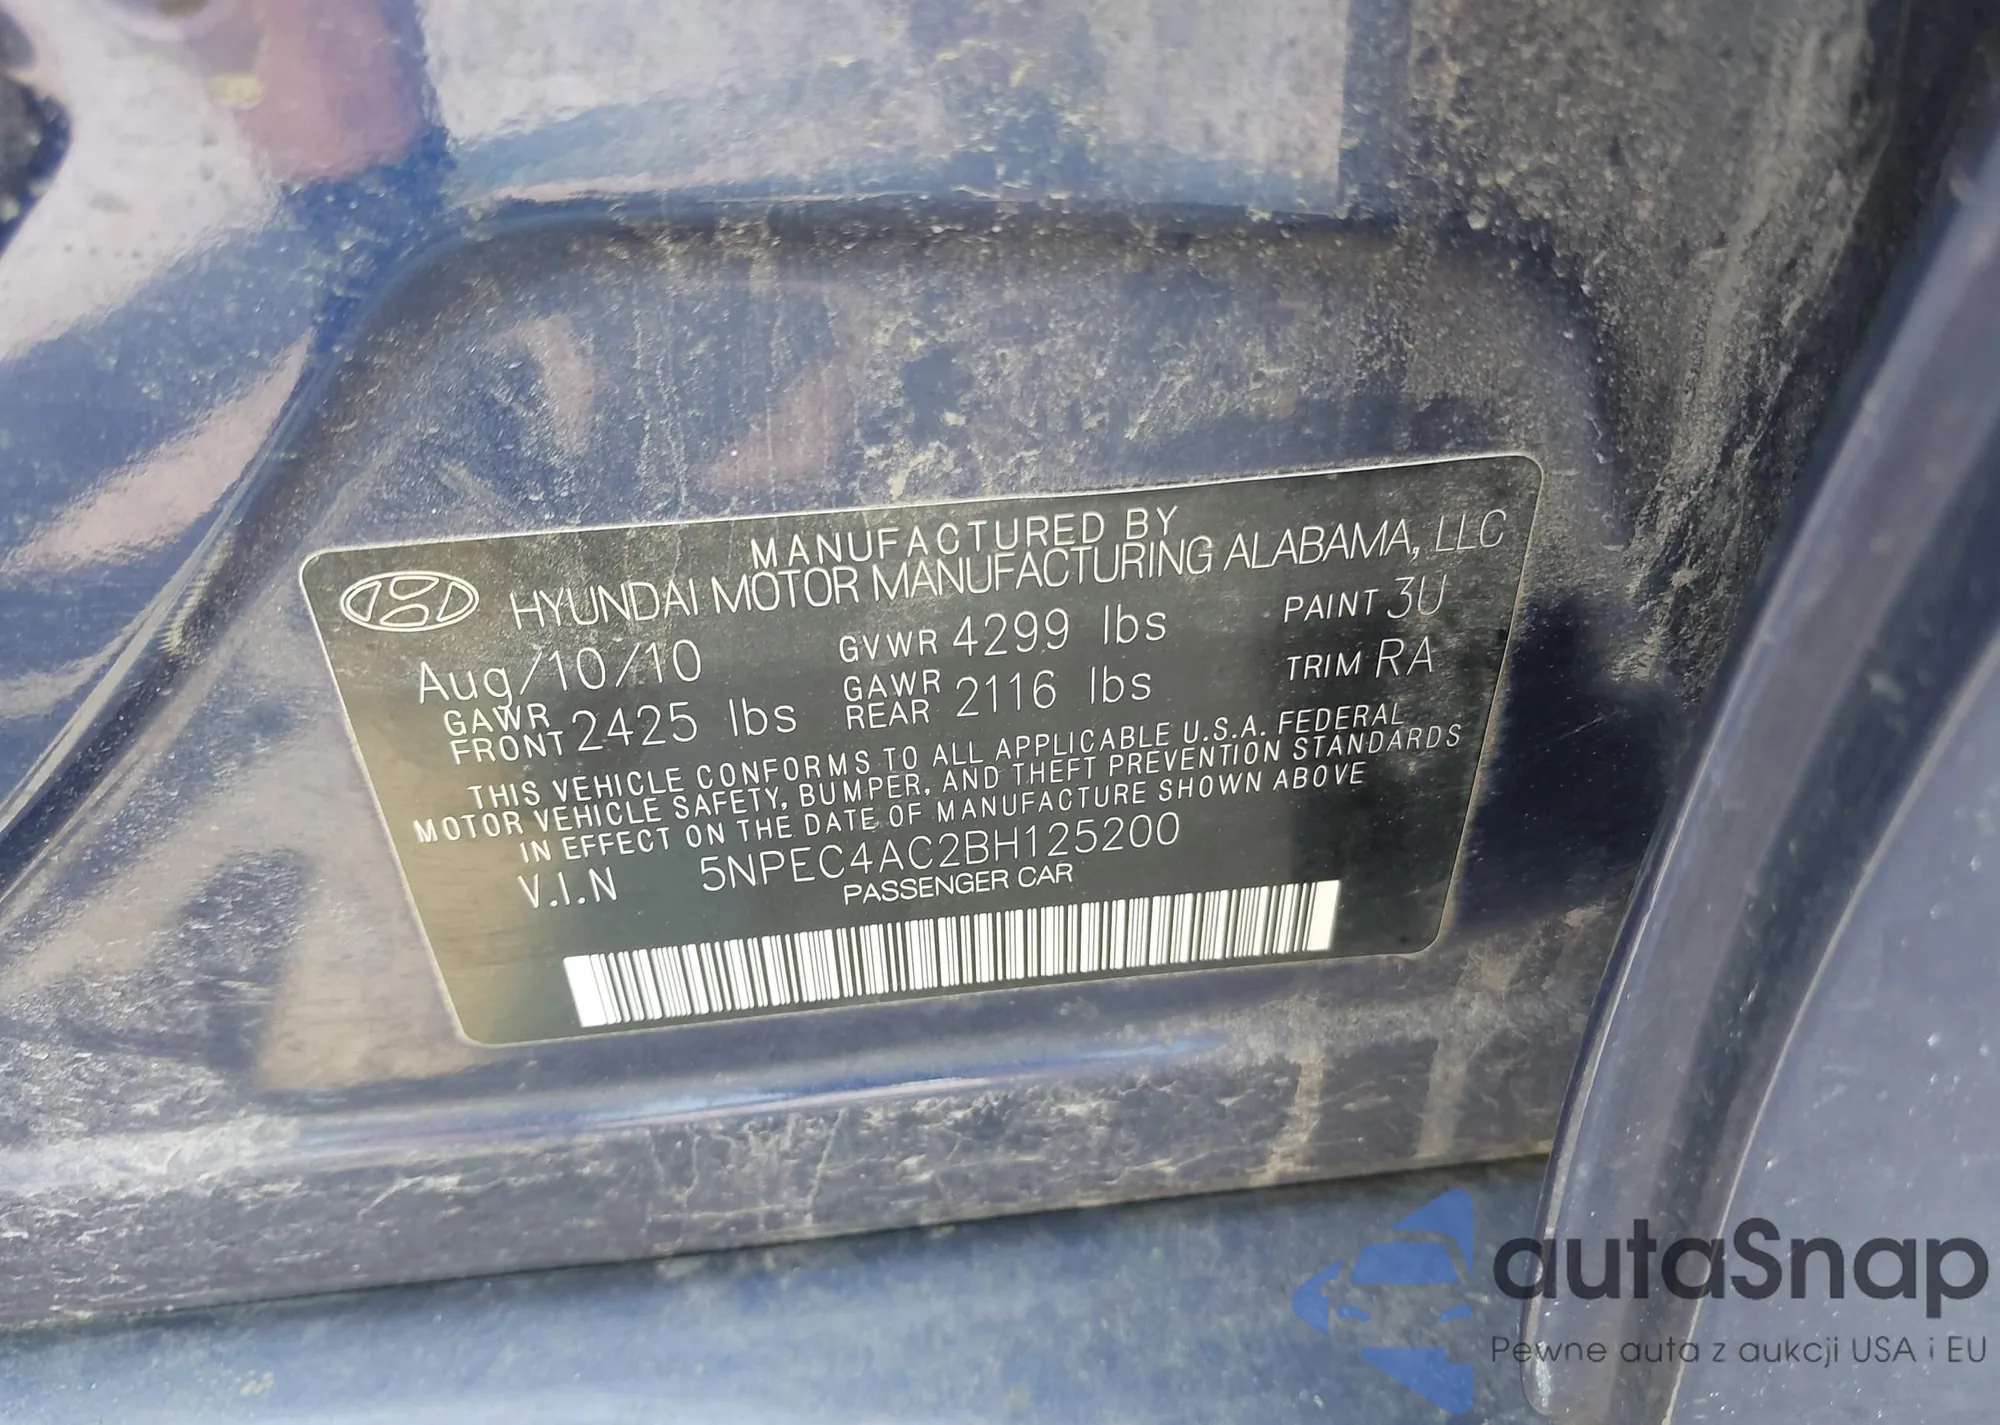 MANUFACTURED BY
HYUNDAI MOTOR MANUFACTURING ALABAMA, LLC
Aug/10/10 GVWR 4299 lbs PAINT 3U
GAWR FRONT 2425 lbs GAWR REAR 2116 lbs TRIM RA
THIS VEHICLE CONFORMS TO ALL APPLICABLE U.S.A. FEDERAL
MOTOR VEHICLE SAFETY, BUMPER, AND THEFT PREVENTION STANDARDS
IN EFFECT ON THE DATE OF MANUFACTURE SHOWN ABOVE
V.I.N 5NPEC4AC2BH125200
PASSENGER CAR
autaSnap
Pewne auta z aukcji USA i EU